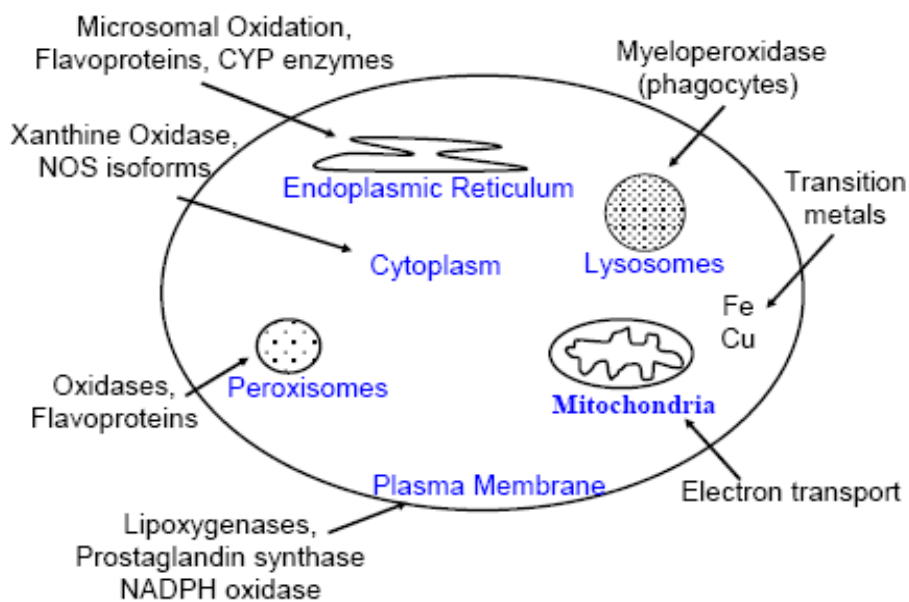 Microsomal Oxidation,
Flavoproteins, CYP enzymes
Myeloperoxidase
(phagocytes)
Xanthine Oxidase,
NOS isoforms
Endoplasmic Reticulum
Transition
metals
Cytoplasm
Lysosomes
Fe
Cu
Oxidases,
Flavoproteins
Peroxisomes
Mitochondria
Plasma Membrane
Electron transport
Lipoxygenases,
Prostaglandin synthase
NADPH oxidase